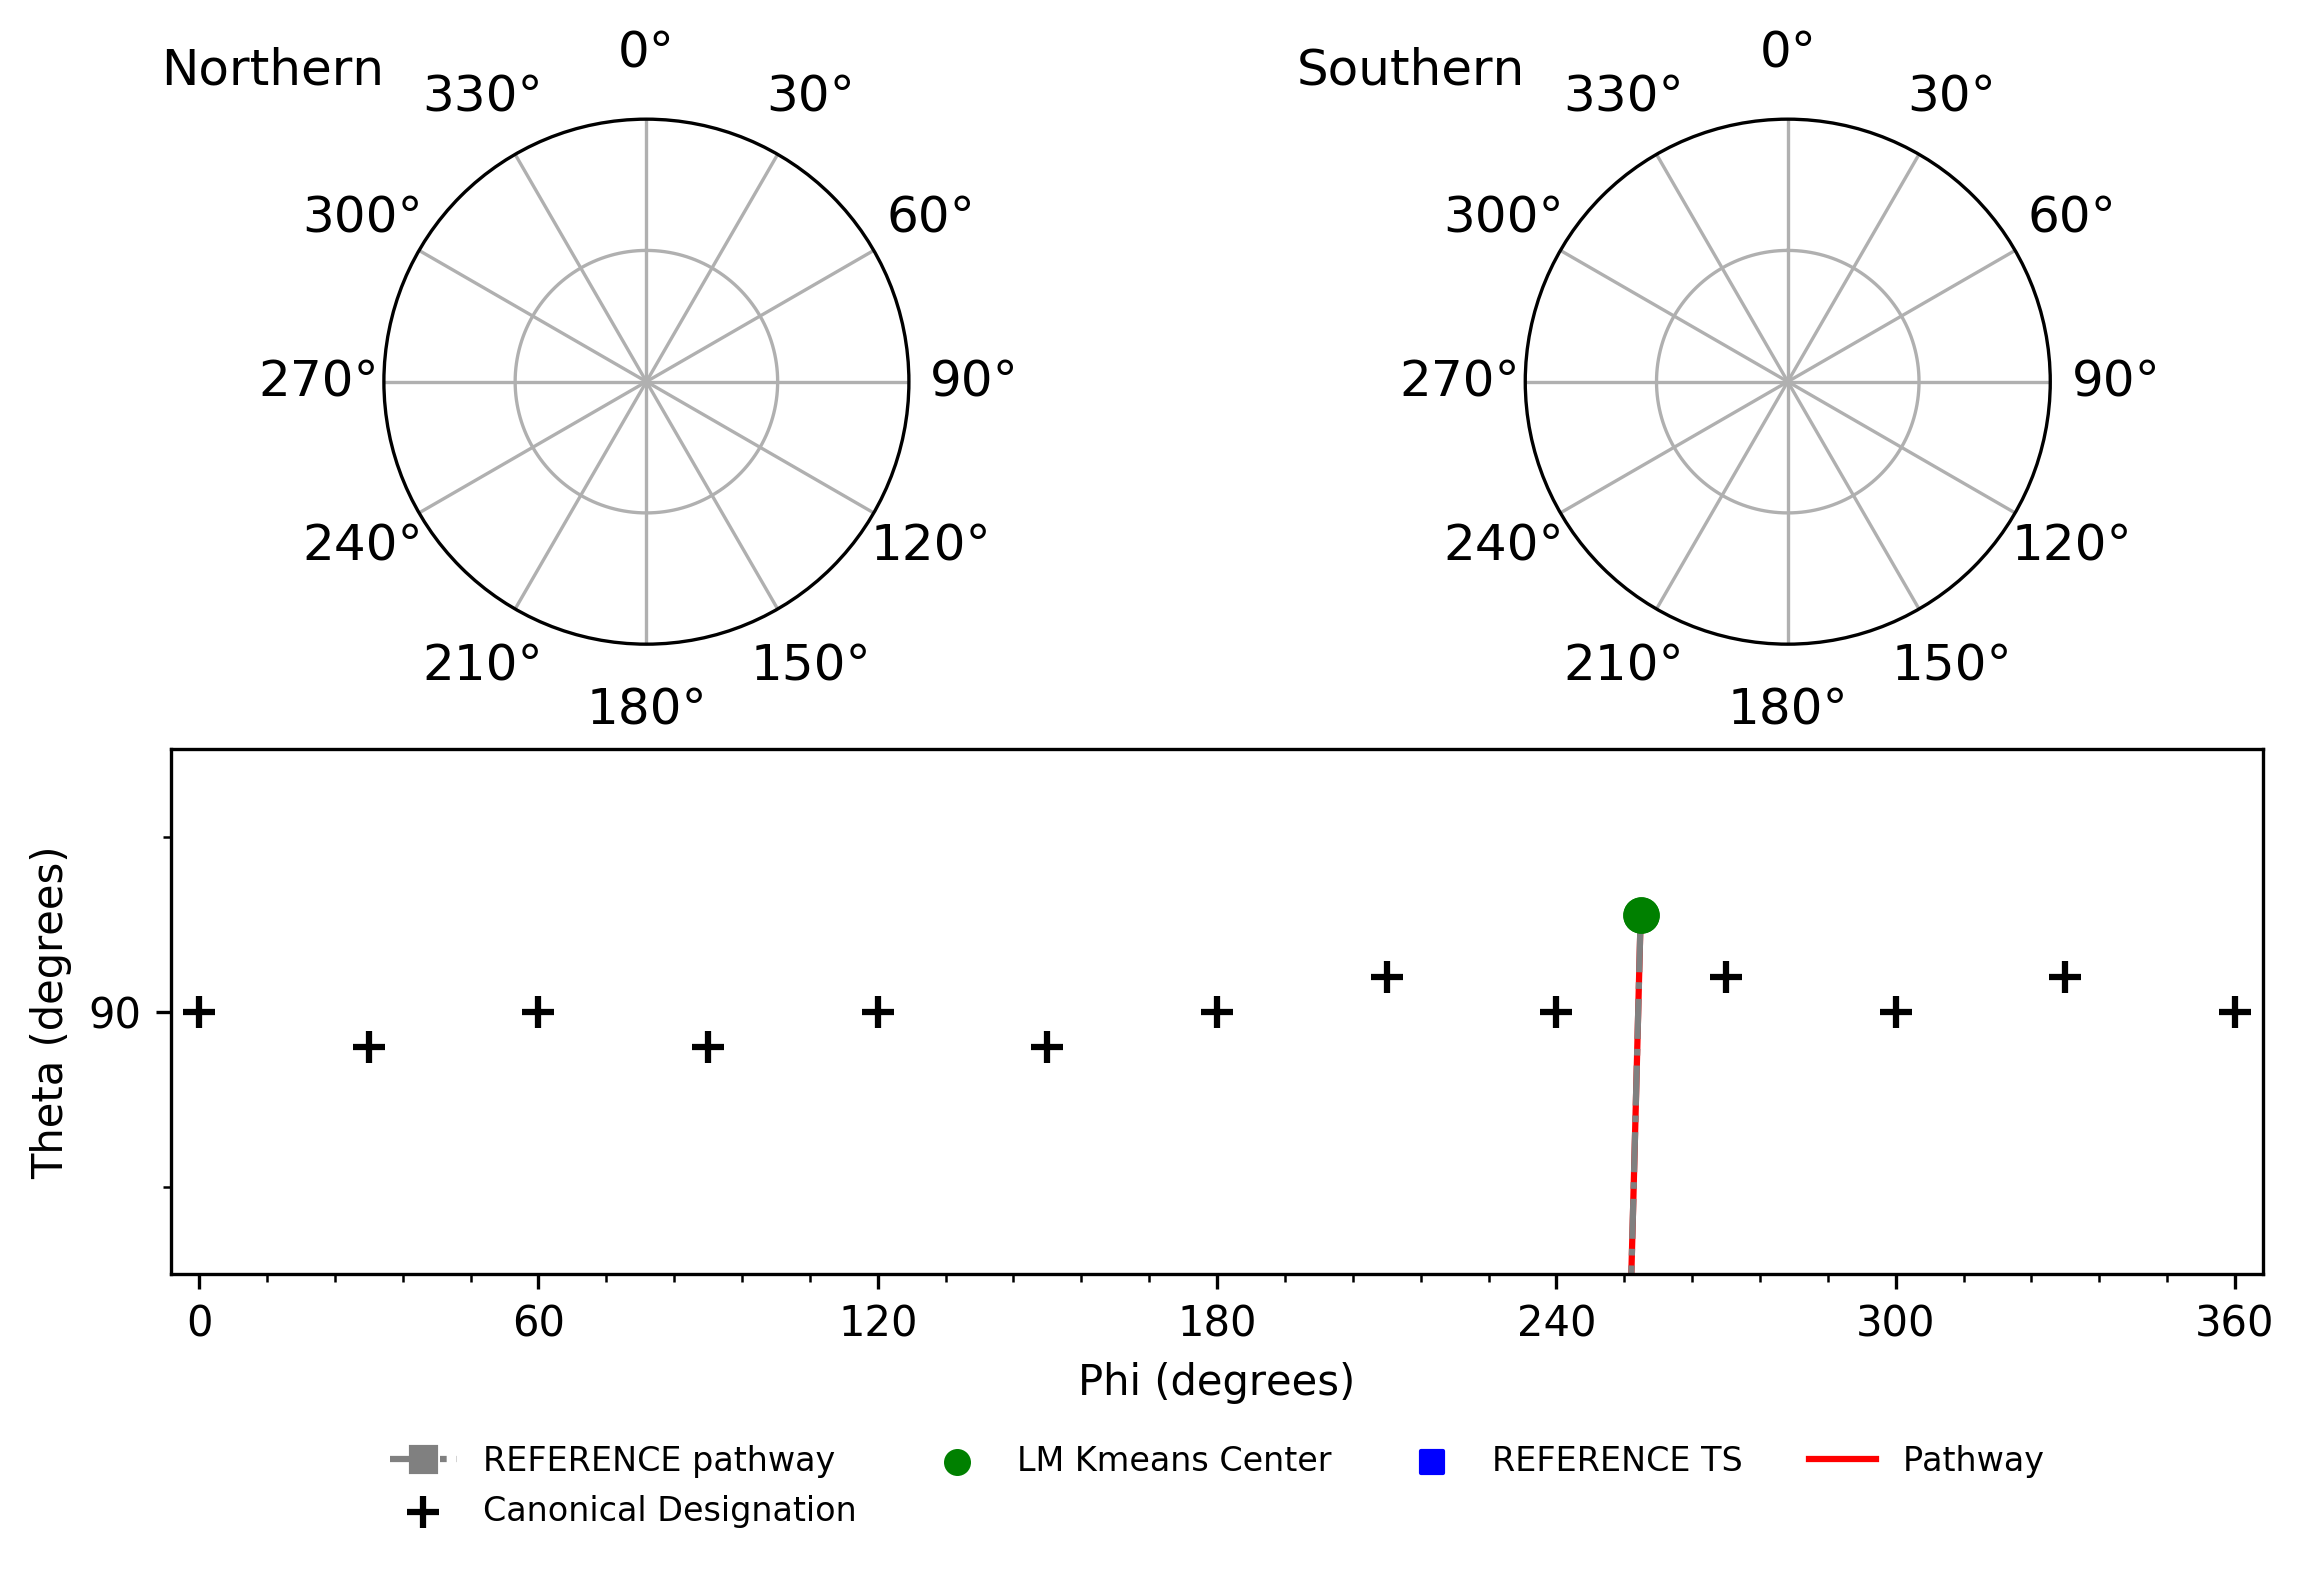 Northern
0°
30°
60°
90°
120°
150°
180°
210°
240°
270°
300°
330°
Southern
0°
30°
60°
90°
120°
150°
180°
210°
240°
270°
300°
330°
Theta (degrees)
90
0 60 120 180 240 300 360
Phi (degrees)
REFERENCE pathway
Canonical Designation
LM Kmeans Center
REFERENCE TS
Pathway